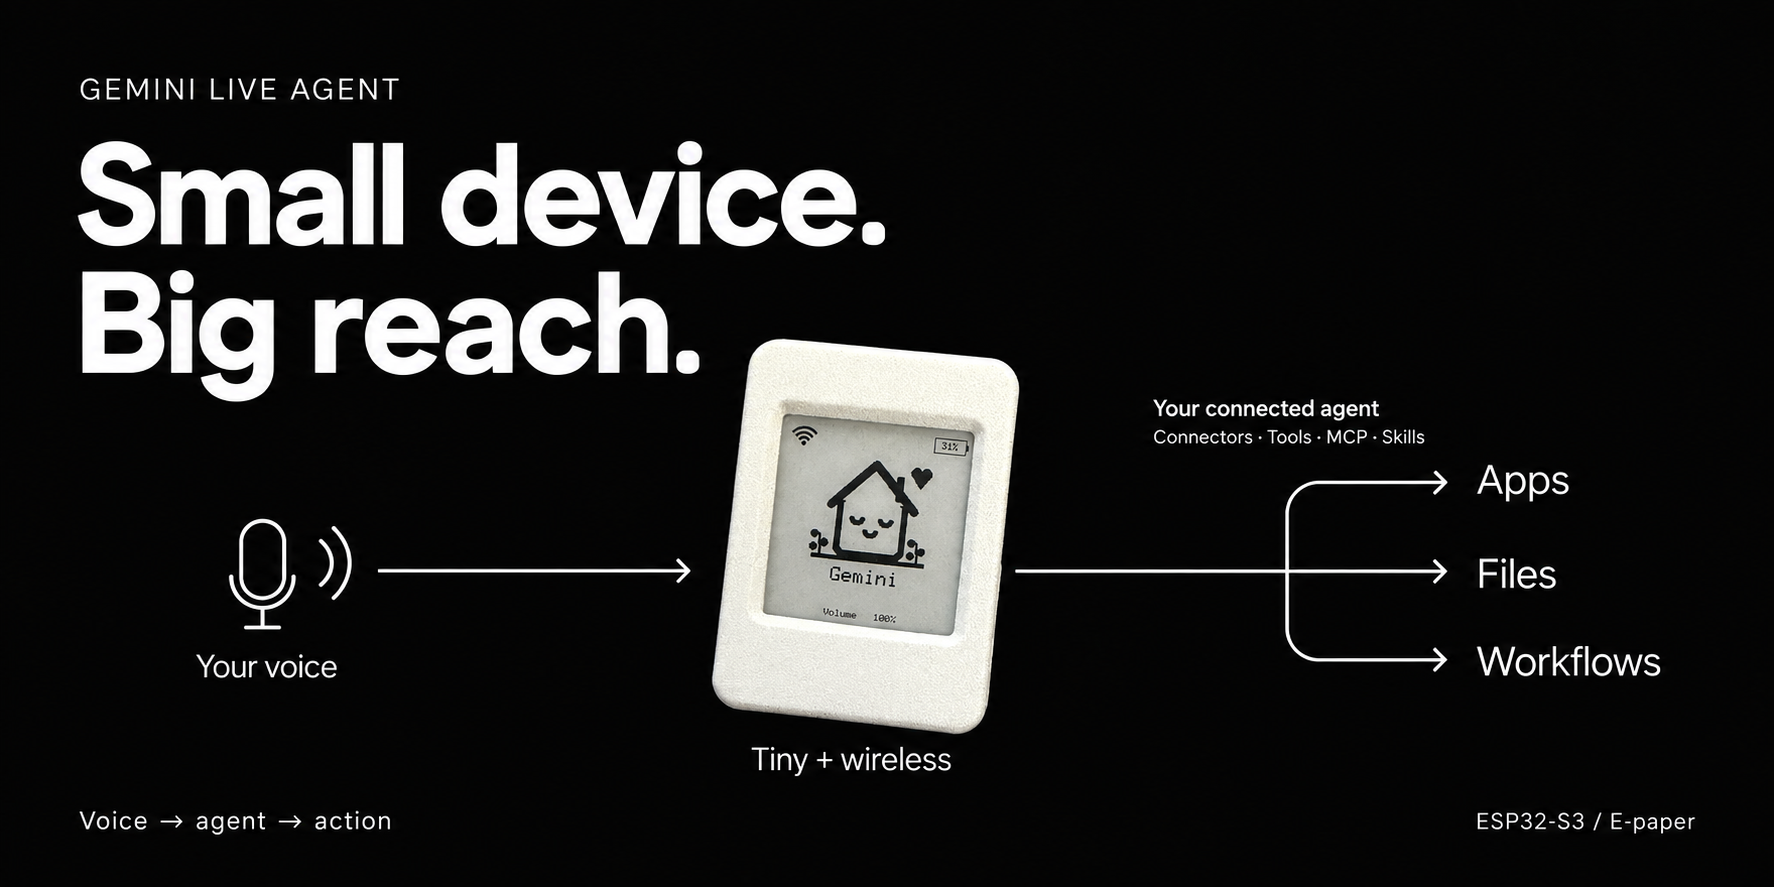 GEMINI LIVE AGENT
Small device.
Big reach.
31%
Gemini
Volume 100%
Your connected agent
Connectors · Tools · MCP · Skills
Apps
Files
Workflows
Your voice
Tiny + wireless
Voice → agent → action
ESP32-S3 / E-paper